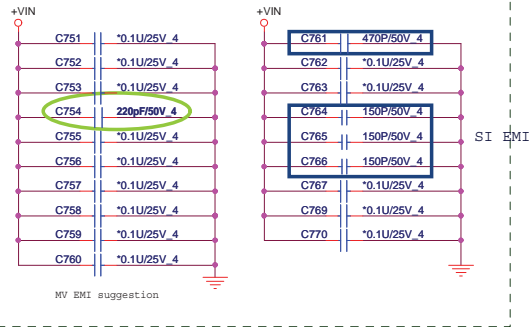 +VIN
C751 *0.1U/25V_4
C752 *0.1U/25V_4
C753 *0.1U/25V_4
C754 220pF/50V_4
C755 *0.1U/25V_4
C756 *0.1U/25V_4
C757 *0.1U/25V_4
C758 *0.1U/25V_4
C759 *0.1U/25V_4
C760 *0.1U/25V_4
MV EMI suggestion
+VIN
C761 470P/50V_4
C762 *0.1U/25V_4
C763 *0.1U/25V_4
C764 150P/50V_4
C765 150P/50V_4
C766 150P/50V_4
C767 *0.1U/25V_4
C769 *0.1U/25V_4
C770 *0.1U/25V_4
SI EMI